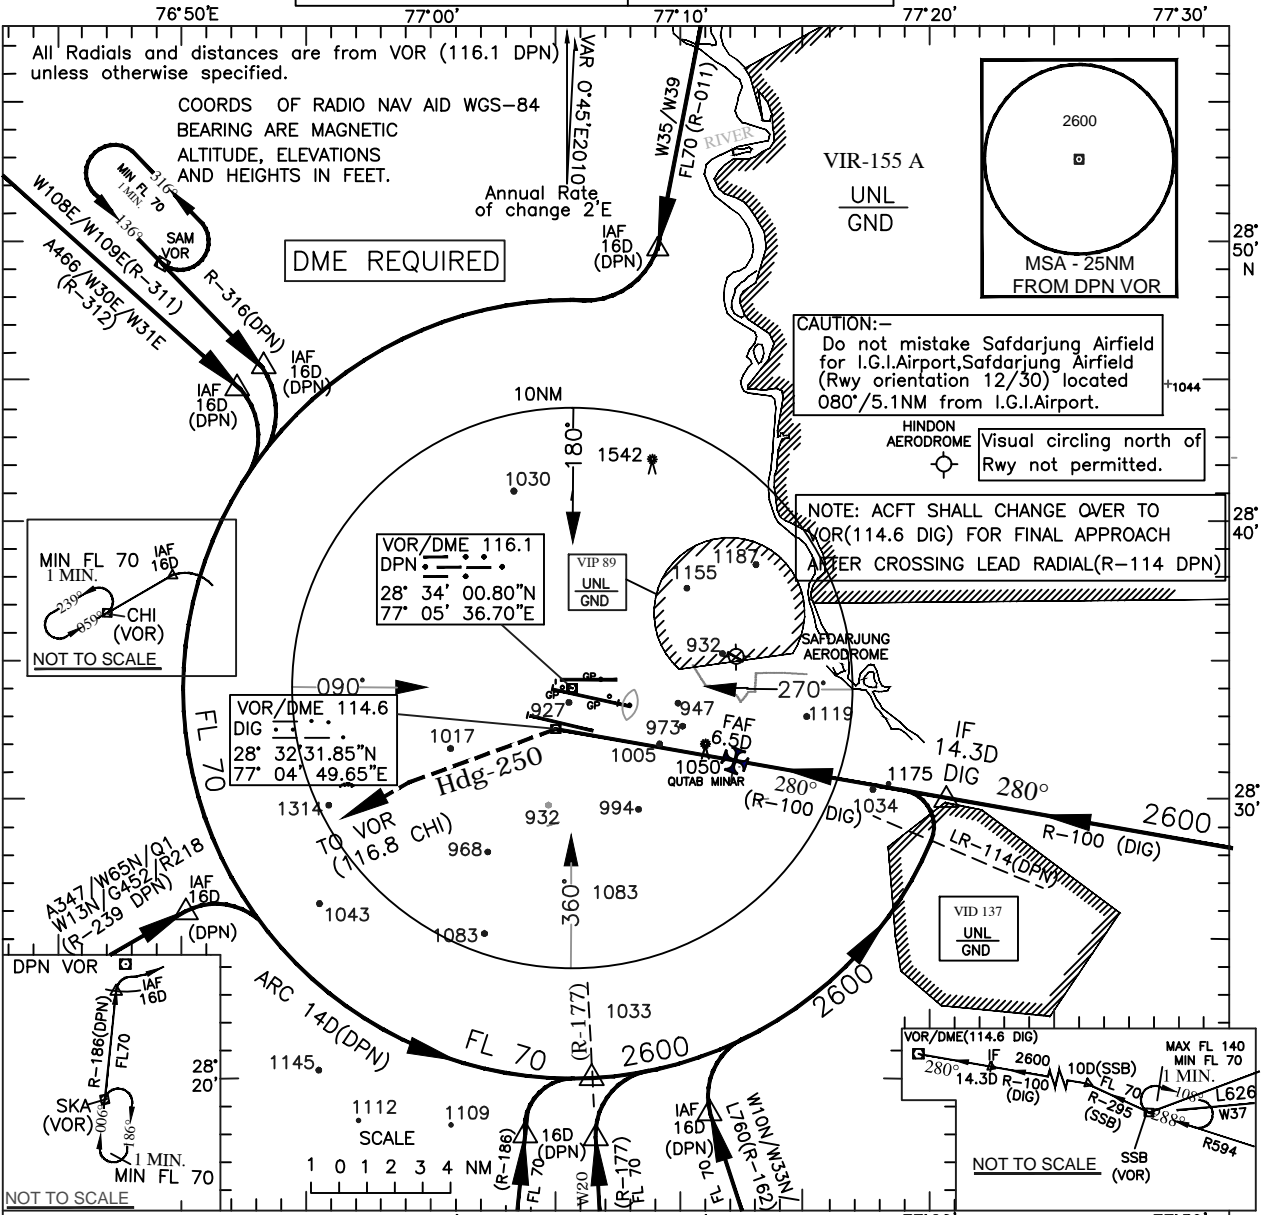 76°50'E
77°00'
77°10'
77°20'
77°30'
All Radials and distances are from VOR (116.1 DPN)
unless otherwise specified.
COORDS OF RADIO NAV AID WGS-84
BEARING ARE MAGNETIC
ALTITUDE, ELEVATIONS
AND HEIGHTS IN FEET.
VAR 0°45'E2010
Annual Rate
of change 2'E
W35/W39
FL70 (R-011)
RIVER
VIR-155 A
UNL
GND
2600
MSA - 25NM
FROM DPN VOR
28°
50'
N
MIN FL 70
1 MIN.
316°
136°
SAM
VOR
W108E/W109E(R-311)
A466/W30E/W31E
(R-312)
R-316(DPN)
DME REQUIRED
IAF
16D
(DPN)
IAF
16D
(DPN)
IAF
16D
(DPN)
CAUTION:-
Do not mistake Safdarjung Airfield
for I.G.I.Airport,Safdarjung Airfield
(Rwy orientation 12/30) located
080°/5.1NM from I.G.I.Airport.
1044
HINDON
AERODROME
Visual circling north of
Rwy not permitted.
10NM
180°
1542
1030
NOTE: ACFT SHALL CHANGE OVER TO
VOR(114.6 DIG) FOR FINAL APPROACH
AFTER CROSSING LEAD RADIAL(R-114 DPN)
28°
40'
MIN FL 70
1 MIN.
IAF
16D
239°
059°
CHI
(VOR)
NOT TO SCALE
VOR/DME 116.1
DPN
28° 34' 00.80"N
77° 05' 36.70"E
VIP 89
UNL
GND
1187
1155
932
SAFDARJUNG
AERODROME
090°
270°
GP
GP
GP
927
947
973
1119
1005
FL 70
VOR/DME 114.6
DIG
28° 32'31.85"N
77° 04' 49.65"E
1017
Hdg-250
TO VOR
(116.8 CHI)
1314
FAF
6.5D
1050
QUTAB MINAR
280°
(R-100 DIG)
IF
14.3D
DIG
1175
1034
280°
R-100 (DIG)
2600
28°
30'
LR-114(DPN)
932
994
968
360°
1083
1043
1083
VID 137
UNL
GND
A347/W65N/Q1
W13N/G452/R218
(R-239 DPN)
IAF
16D
(DPN)
DPN VOR
IAF
16D
R-186(DPN)
FL70
SKA
(VOR)
006°
186°
1 MIN.
MIN FL 70
NOT TO SCALE
28°
20'
ARC 14D(DPN)
FL 70
(R-177)
1033
2600
2600
1145
1112
1109
SCALE
1 0 1 2 3 4 NM
(R-186)
FL 70
16D
(DPN)
W20
(R-177)
FL 70
IAF
16D
(DPN)
FL 70
W10N/W33N/
L760(R-162)
VOR/DME(114.6 DIG)
280°
IF
14.3D
2600
R-100
(DIG)
10D(SSB)
FL 70
R-295
(SSB)
MAX FL 140
MIN FL 70
1 MIN.
108°
288°
L626
W37
R594
SSB
(VOR)
NOT TO SCALE